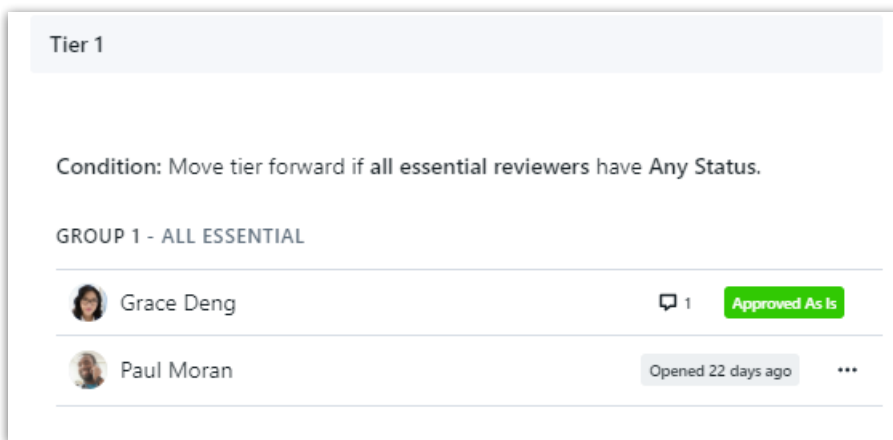 Tier 1
Condition: Move tier forward if all essential reviewers have Any Status.
GROUP 1 - ALL ESSENTIAL
Grace Deng 1 Approved As Is
Paul Moran Opened 22 days ago